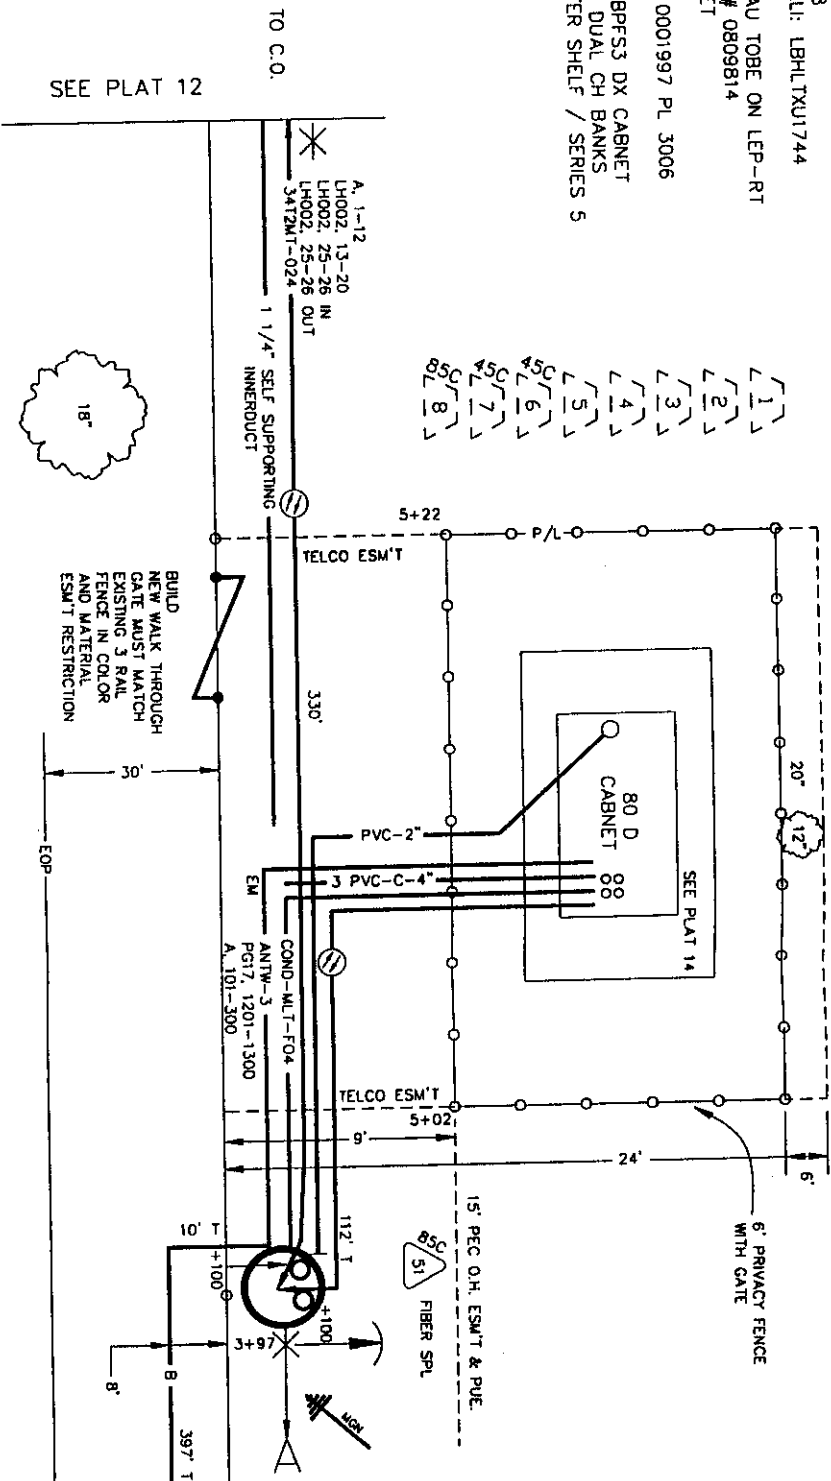 LI: LBHLTXU1744
AU TOBE ON LEP-RT
# 0809814
ET
0001997 PL 3006
BPFS3 DX CABNET
DUAL CH BANKS
ER SHELF / SERIES 5
1
2
3
4
5
45C
6
45C
7
85C
8
TO C.O.
SEE PLAT 12
A, 1-12
LH002, 13-20
LH002, 25-26 IN
LH002, 25-26 OUT
34T2MT-024
1 1/4" SELF SUPPORTING
INNERDUCT
18"
5+22
TELCO ESM'T
P/L
20"
12"
BUILD
NEW WALK THROUGH
GATE MUST MATCH
EXISTING 3 RAIL
FENCE IN COLOR
AND MATERIAL
ESM'T RESTRICTION
330'
30'
EOP
80 D
CABNET
SEE PLAT 14
PVC-2"
3 PVC-C-4"
EM
COND-MLT-F04
ANTW-3
PG17, 1201-1300
A, 101-300
TELCO ESM'T
5+02
9'
24'
6'
6' PRIVACY FENCE
WITH GATE
15' PEC O.H. ESM'T & PUE.
85C
51
FIBER SPL
112' T
10' T
+100
+100
3+97
8'
B
397' T
MGN